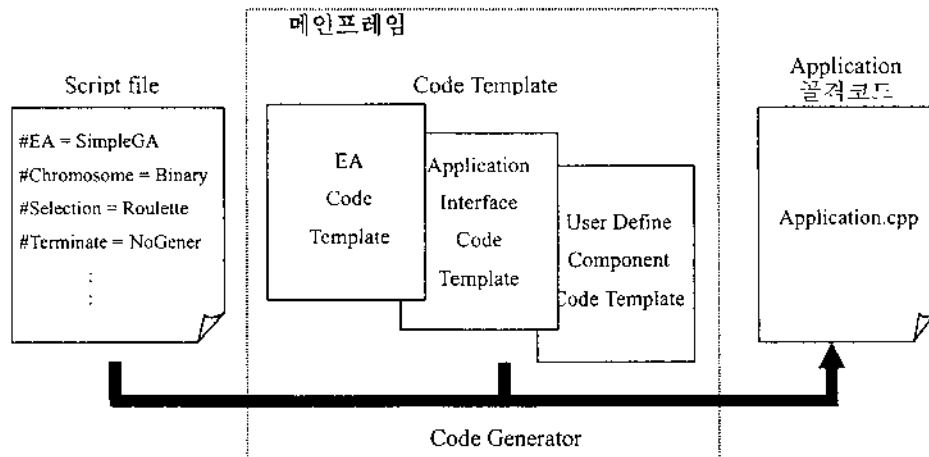 메인프레임
Script file
#EA = SimpleGA
#Chromosome = Binary
#Selection = Roulette
#Terminate = NoGener
:
:
Code Template
EA
Code
Template
Application
Interface
Code
Template
User Define
Component
Code Template
Application
골격코드
Application.cpp
Code Generator